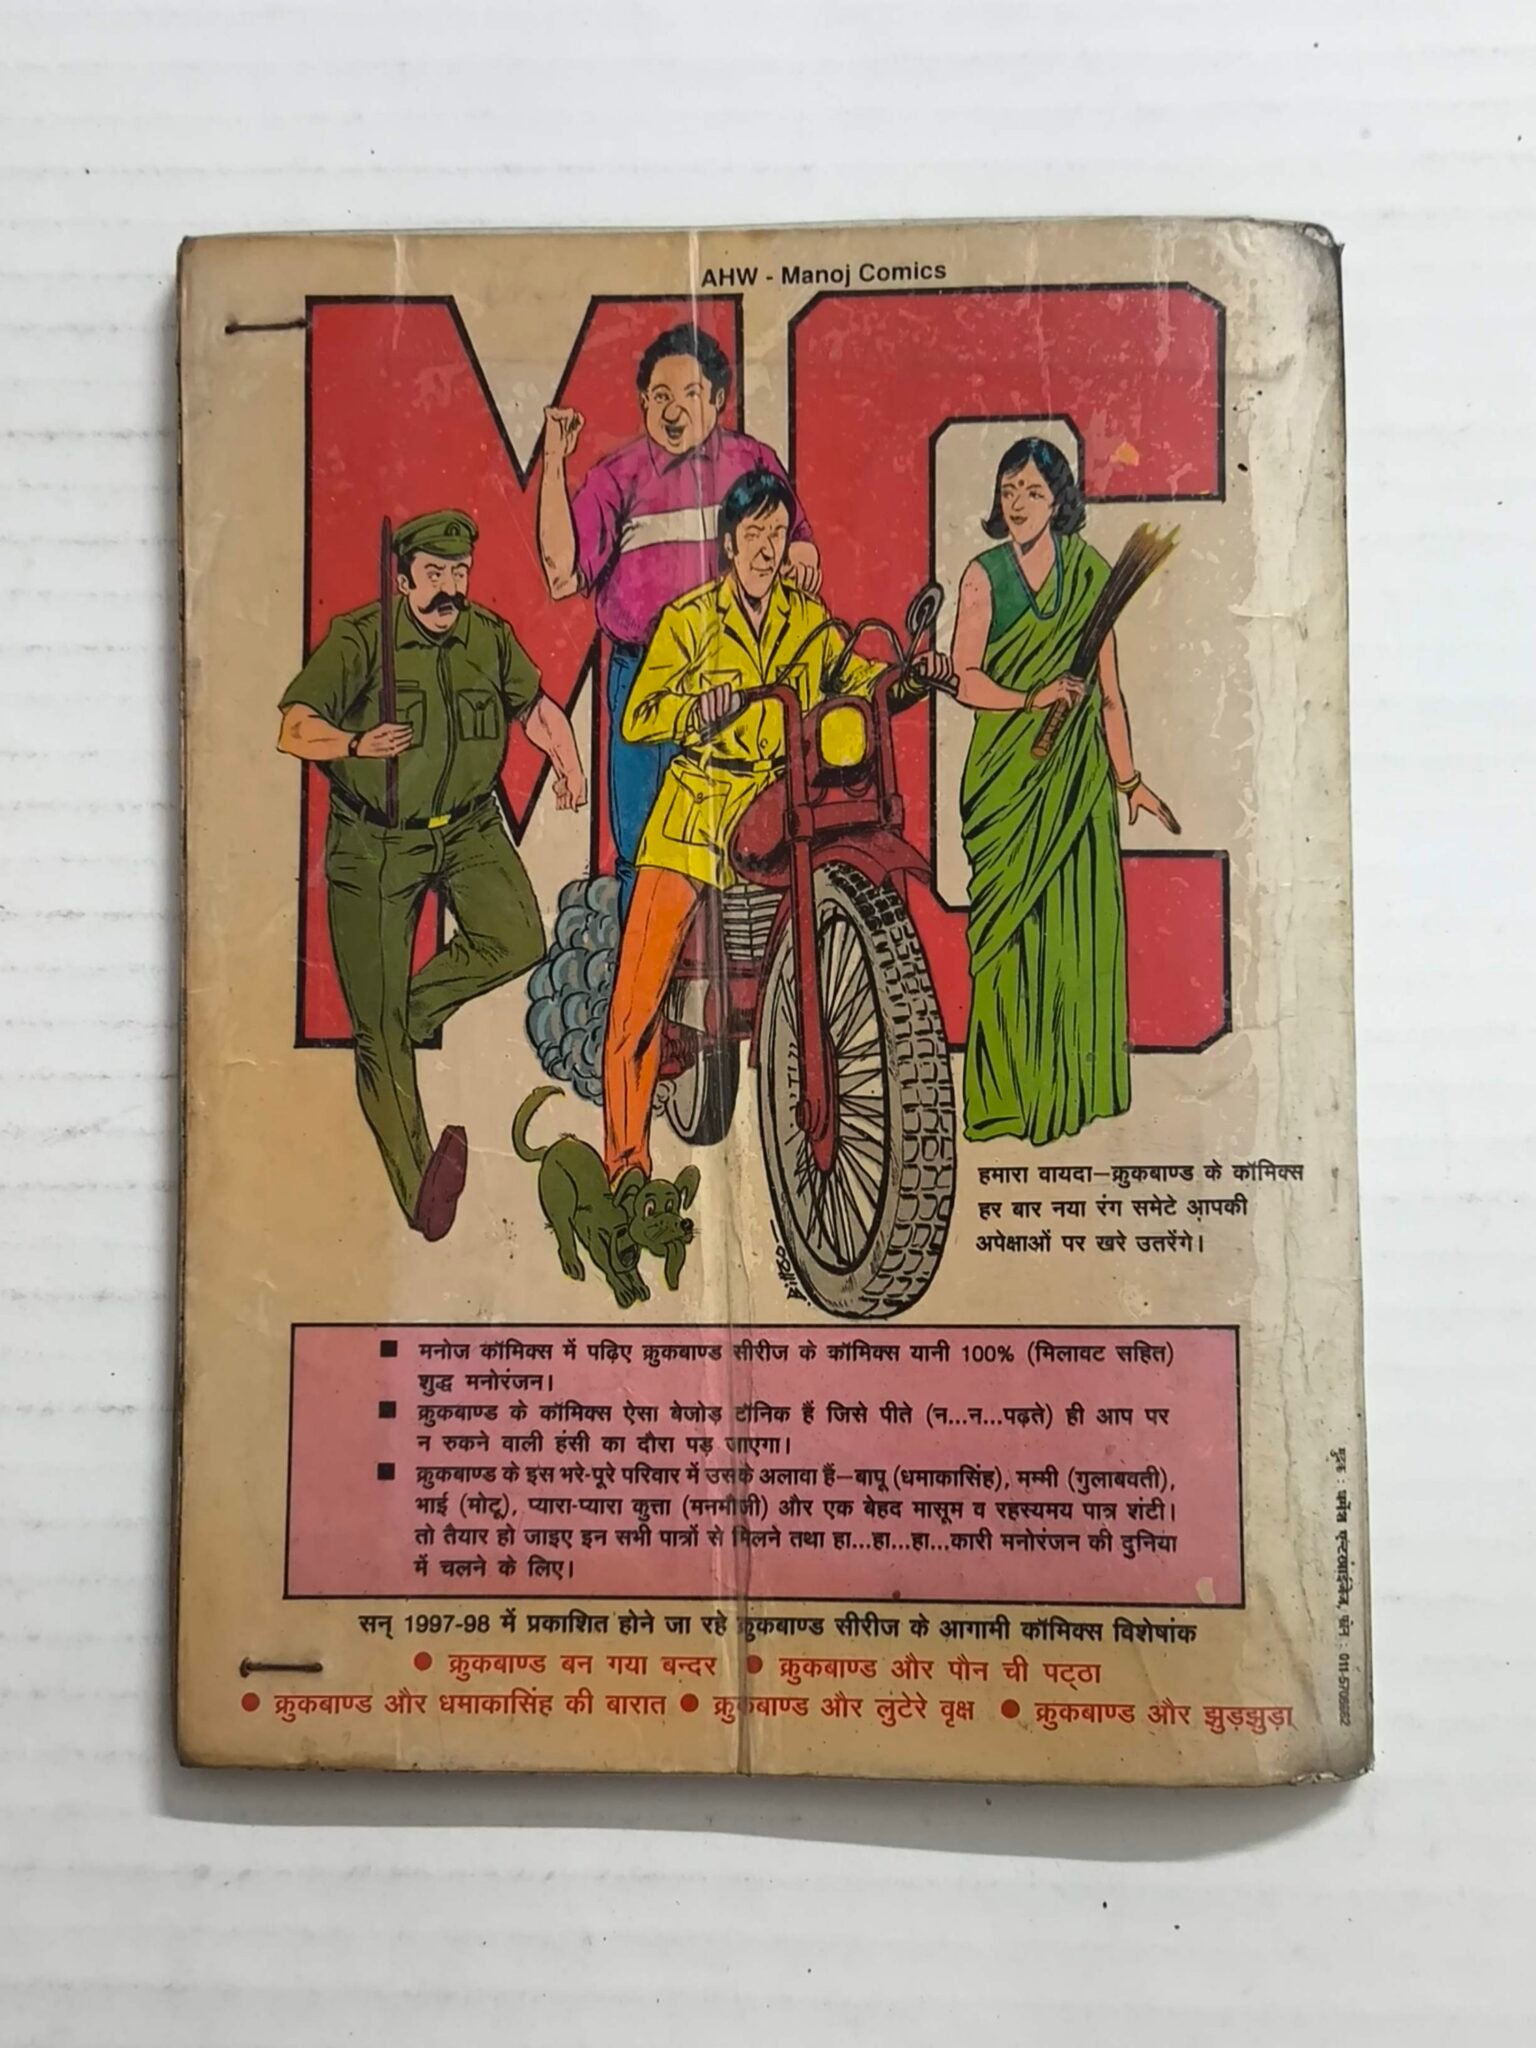 AHW - Manoj Comics
MC
हमारा वायदा–क्रुकबाण्ड के कॉमिक्स
हर बार नया रंग समेटे आपकी
अपेक्षाओं पर खरे उतरेंगे।
■ मनोज कॉमिक्स में पढ़िए क्रुकबाण्ड सीरीज के कॉमिक्स यानी 100% (मिलावट सहित)
शुद्ध मनोरंजन।
■ क्रुकबाण्ड के कॉमिक्स ऐसा बेजोड़ टॉनिक हैं जिसे पीते (न...न...पढ़ते) ही आप पर
न रुकने वाली हंसी का दौरा पड़ जाएगा।
■ क्रुकबाण्ड के इस भरे-पूरे परिवार में उसके अलावा हैं–बापू (धमाकासिंह), मम्मी (गुलाबवती),
भाई (मोटू), प्यारा-प्यारा कुत्ता (मनमौजी) और एक बेहद मासूम व रहस्यमय पात्र शंटी।
तो तैयार हो जाइए इन सभी पात्रों से मिलने तथा हा...हा...हा...कारी मनोरंजन की दुनिया
में चलने के लिए।
सन् 1997-98 में प्रकाशित होने जा रहे क्रुकबाण्ड सीरीज के आगामी कॉमिक्स विशेषांक
● क्रुकबाण्ड बन गया बन्दर ● क्रुकबाण्ड और पौन ची पट्ठा
● क्रुकबाण्ड और धमाकासिंह की बारात ● क्रुकबाण्ड और लुटेरे वृक्ष ● क्रुकबाण्ड और झुड़झुड़ा